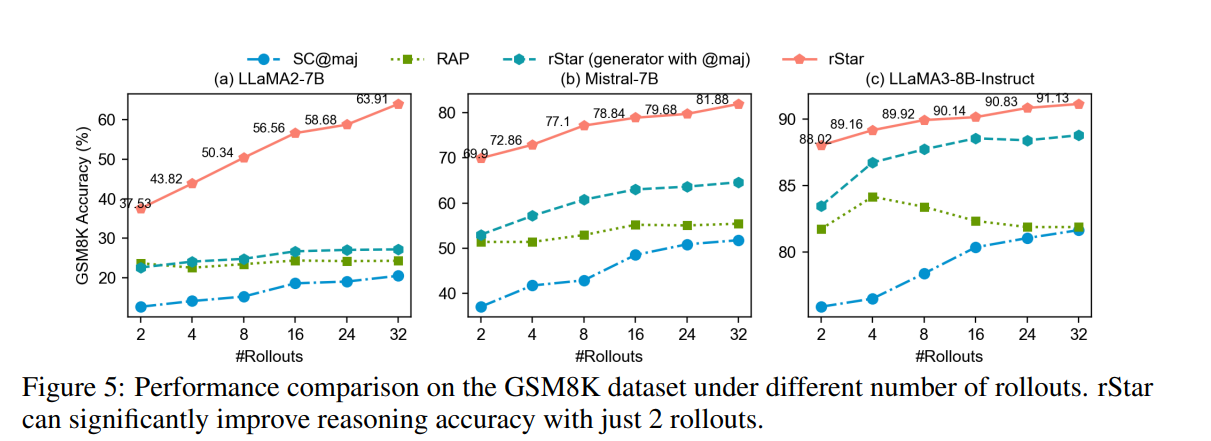 SC@maj RAP rStar (generator with @maj) rStar
(a) LLaMA2-7B (b) Mistral-7B (c) LLaMA3-8B-Instruct
GSM8K Accuracy (%)
60
50
40
30
20
37.53
43.82
50.34
56.56
58.68
63.91
2 4 8 16 24 32
#Rollouts
80
70
60
50
40
69.9
72.86
77.1
78.84
79.68
81.88
2 4 8 16 24 32
#Rollouts
90
85
80
88.02
89.16
89.92
90.14
90.83
91.13
2 4 8 16 24 32
#Rollouts
Figure 5: Performance comparison on the GSM8K dataset under different number of rollouts. rStar
can significantly improve reasoning accuracy with just 2 rollouts.